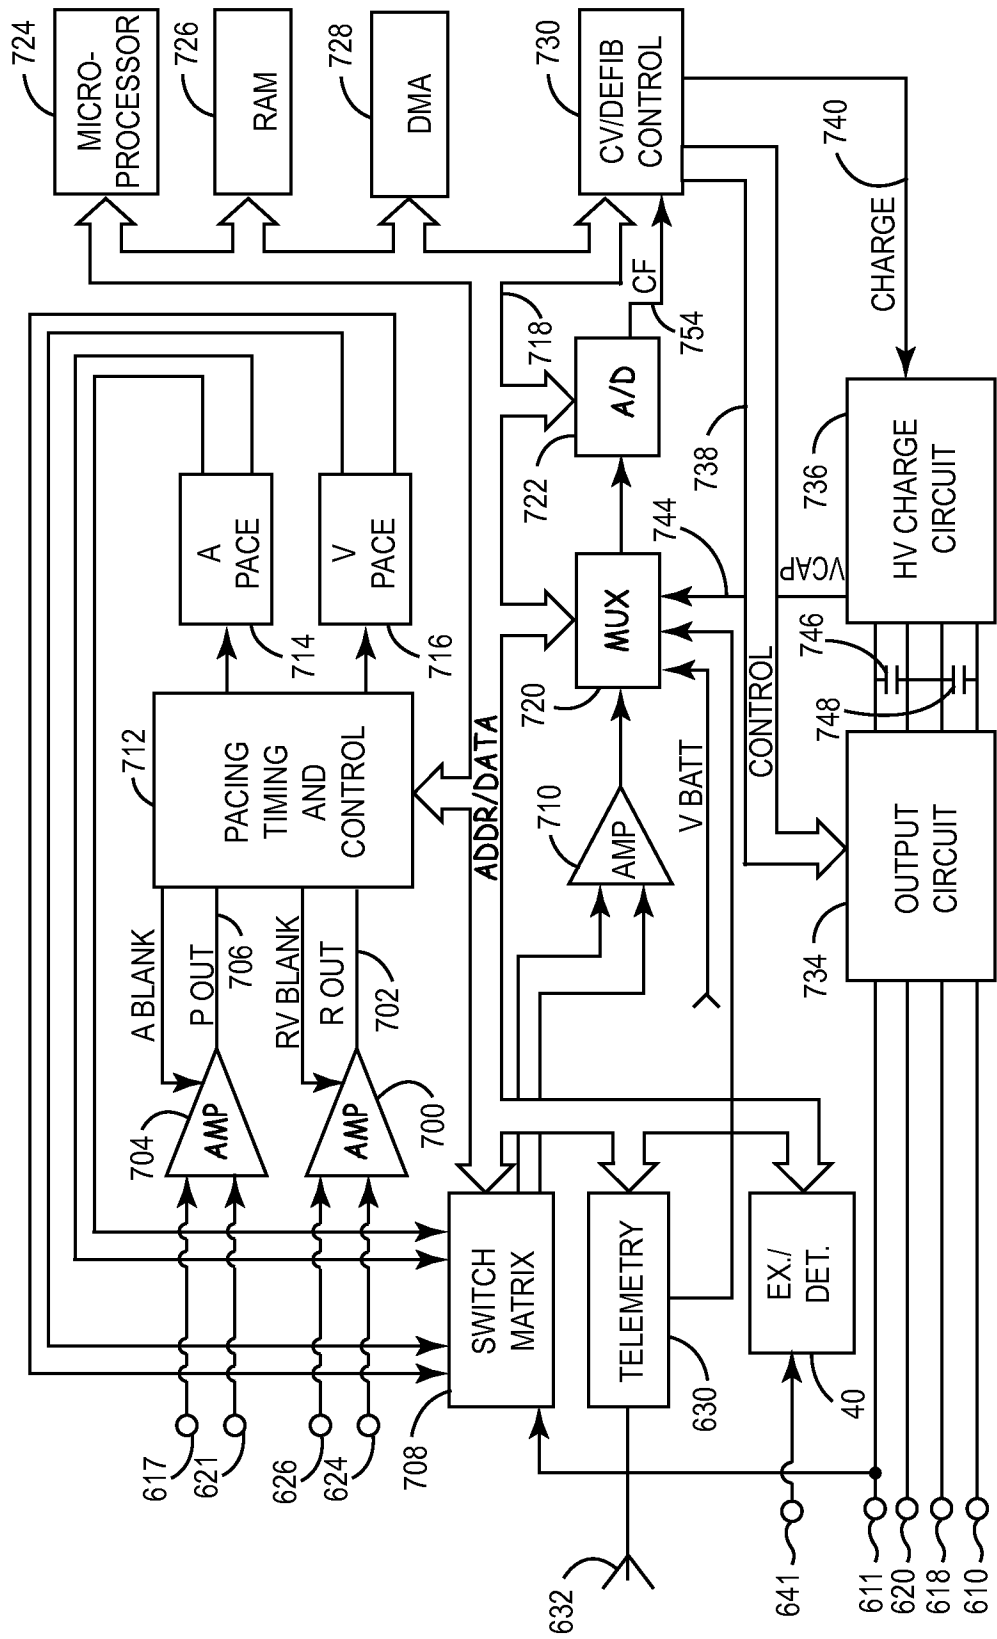 724
MICRO-
PROCESSOR
726
RAM
728
DMA
730
CV/DEFIB
CONTROL
740
CHARGE
CF
754
718
A/D
722
738
736
HV CHARGE
CIRCUIT
A
PACE
714
V
PACE
716
744
VCAP
MUX
720
746
748
712
PACING
TIMING
AND
CONTROL
ADDR/DATA
CONTROL
V BATT
710
AMP
OUTPUT
CIRCUIT
734
A BLANK
P OUT
706
RV BLANK
R OUT
702
704
AMP
AMP
700
SWITCH
MATRIX
708
TELEMETRY
630
EX./
DET.
40
617
621
626
624
632
641
611
620
618
610